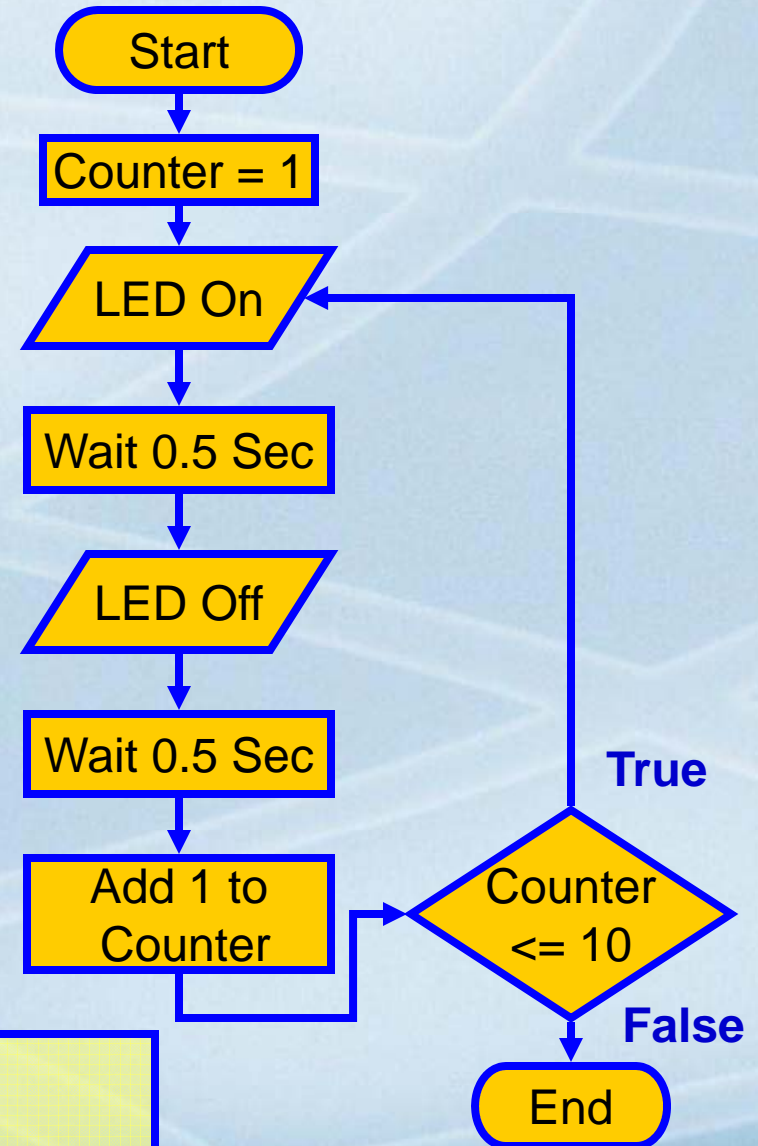 Start
Counter = 1
LED On
Wait 0.5 Sec
LED Off
Wait 0.5 Sec
Add 1 to
Counter
True
Counter
<= 10
False
End